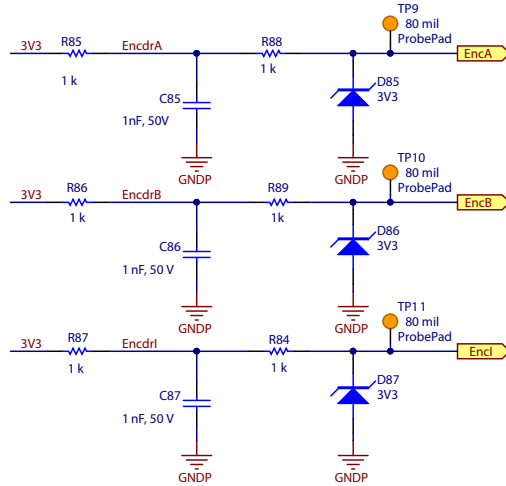 TP9
80 mil
ProbePad
3V3
R85
EncdrA
R88
EncA
1 k
1 k
C85
1nF, 50V
D85
3V3
GNDP
GNDP
TP10
80 mil
ProbePad
3V3
R86
EncdrB
R89
EncB
1 k
1k
C86
1 nF, 50 V
D86
3V3
GNDP
GNDP
TP11
80 mil
ProbePad
3V3
R87
EncdrI
R84
EncI
1 k
1 k
C87
1 nF, 50 V
D87
3V3
GNDP
GNDP